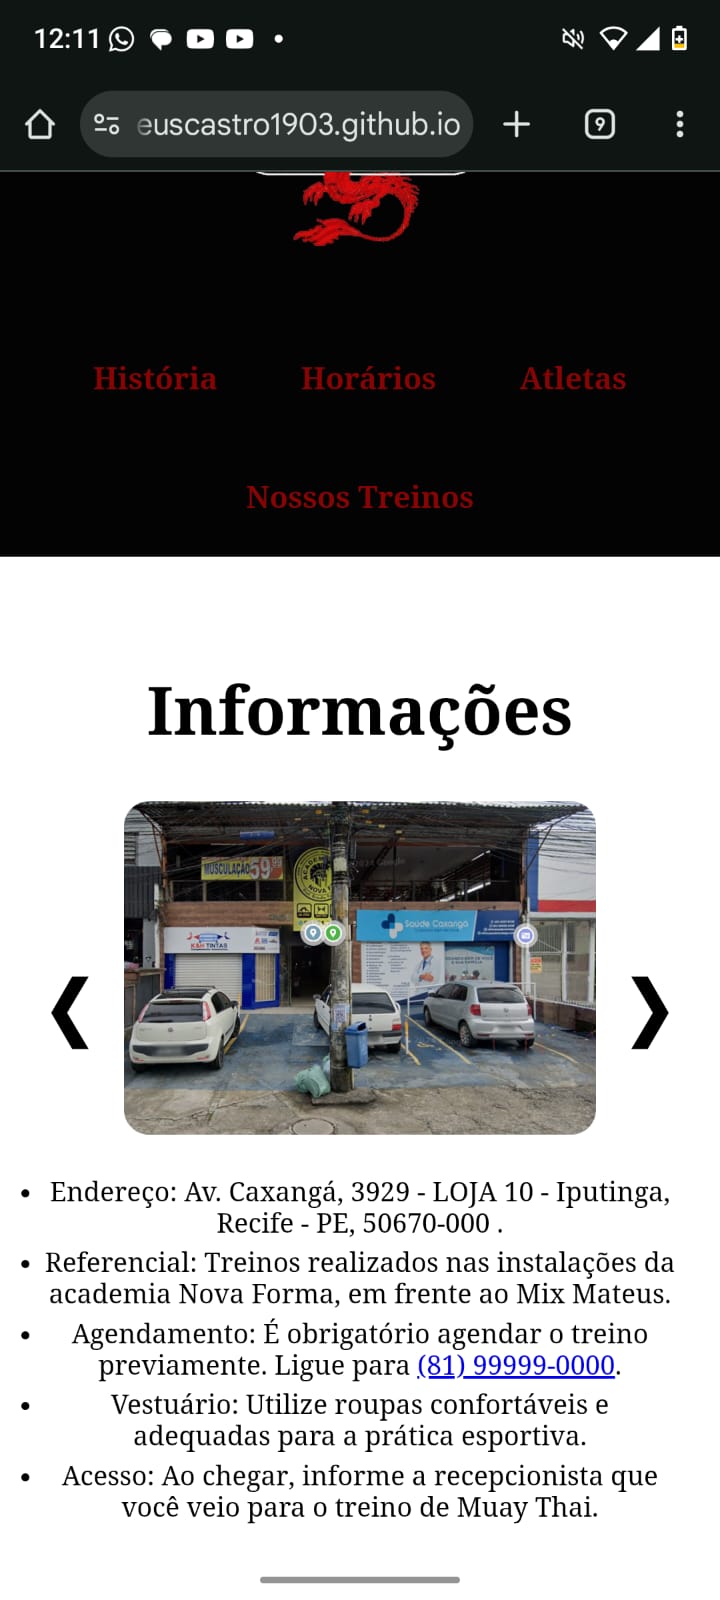 12:11
euscastro1903.github.io
9
História Horários Atletas
Nossos Treinos
Informações
MUSCULAÇÃO 59
ACADEMIA
NOVA
K&H TINTAS
Saúde Caxangá
Endereço: Av. Caxangá, 3929 - LOJA 10 - Iputinga,
Recife - PE, 50670-000 .
Referencial: Treinos realizados nas instalações da
academia Nova Forma, em frente ao Mix Mateus.
Agendamento: É obrigatório agendar o treino
previamente. Ligue para (81) 99999-0000.
Vestuário: Utilize roupas confortáveis e
adequadas para a prática esportiva.
Acesso: Ao chegar, informe a recepcionista que
você veio para o treino de Muay Thai.